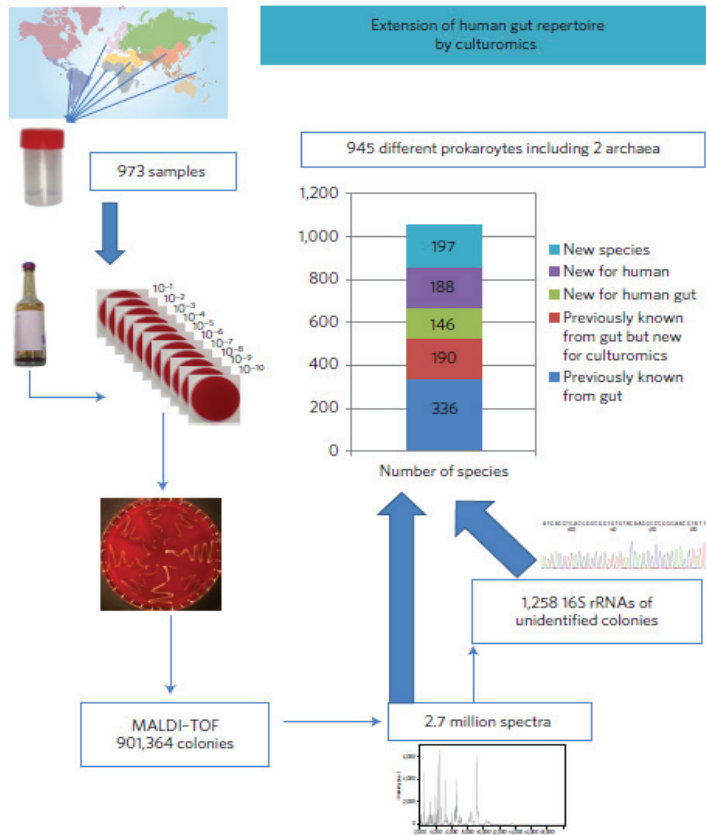 Extension of human gut repertoire
by culturomics
973 samples
945 different prokaroytes including 2 archaea
10⁻¹
10⁻²
10⁻³
10⁻⁴
10⁻⁵
10⁻⁶
10⁻⁷
10⁻⁸
10⁻⁹
10⁻¹⁰
1,200
1,000
800
600
400
200
0
197
188
146
190
336
Number of species
New species
New for human
New for human gut
Previously known
from gut but new
for culturomics
Previously known
from gut
1,258 16S rRNAs of
unidentified colonies
MALDI–TOF
901,364 colonies
2.7 million spectra